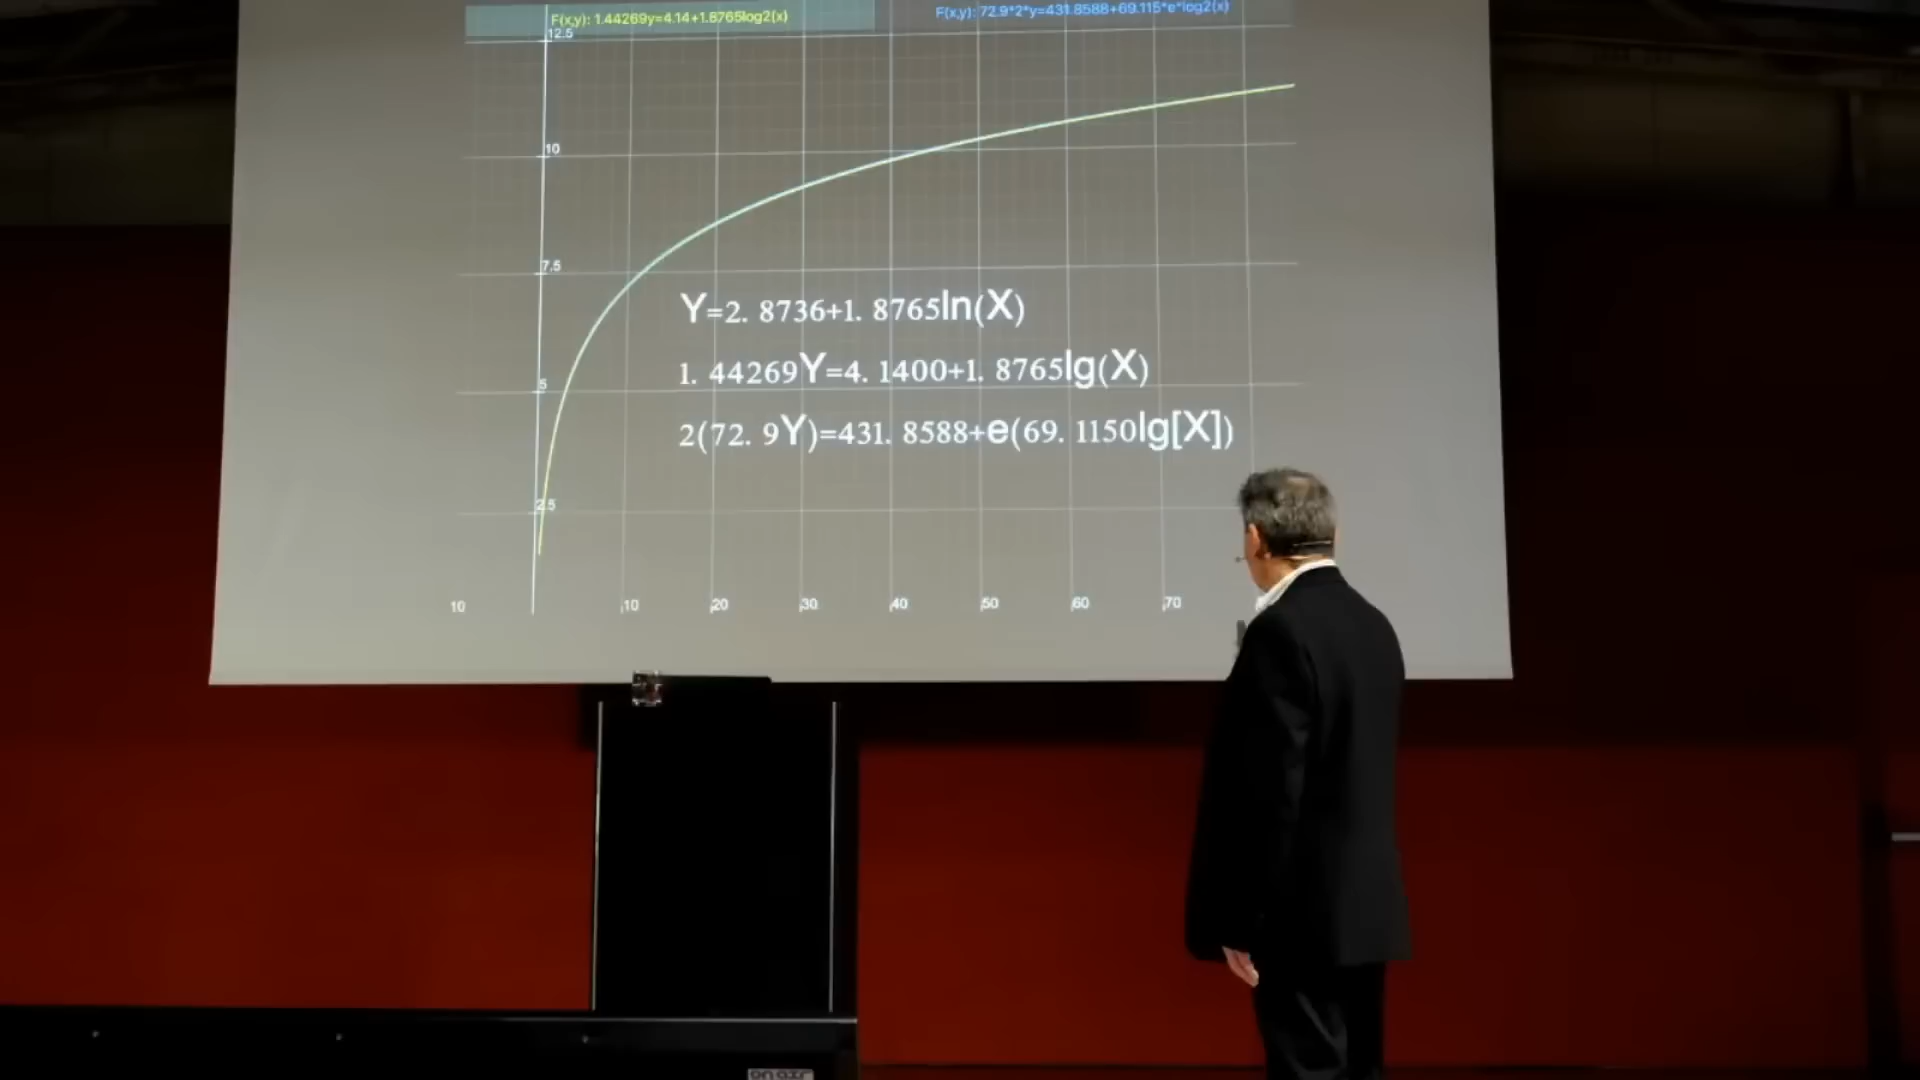 F(x,y): 1.44269y=4.14+1.8765log2(x)
F(x,y): 72.9*2*y=431.8588+69.115*e*log2(x)
12.5
10
7.5
Y=2. 8736+1. 8765ln(X)
1. 44269Y=4. 1400+1. 8765lg(X)
5
2(72. 9Y)=431. 8588+e(69. 1150lg[X])
2.5
10 10 20 30 40 50 60 70
on air